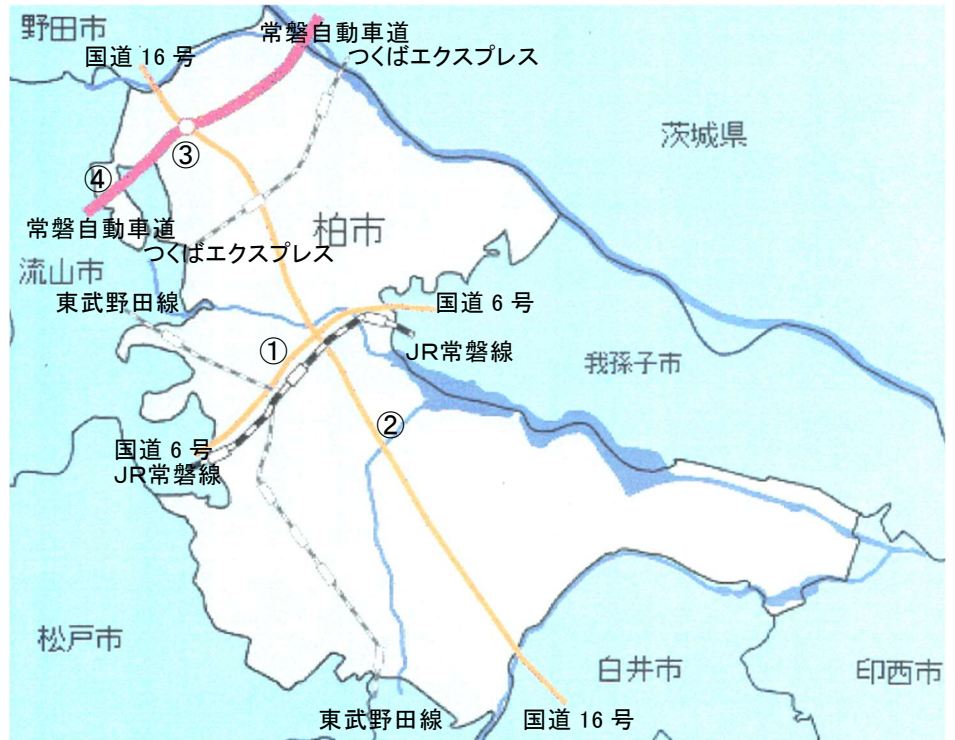 野田市
常磐自動車道
国道 16 号
つくばエクスプレス
茨城県
③
④
常磐自動車道
柏市
つくばエクスプレス
流山市
東武野田線
国道 6 号
①
JR常磐線
我孫子市
②
国道 6 号
JR常磐線
松戸市
白井市
印西市
東武野田線
国道 16 号